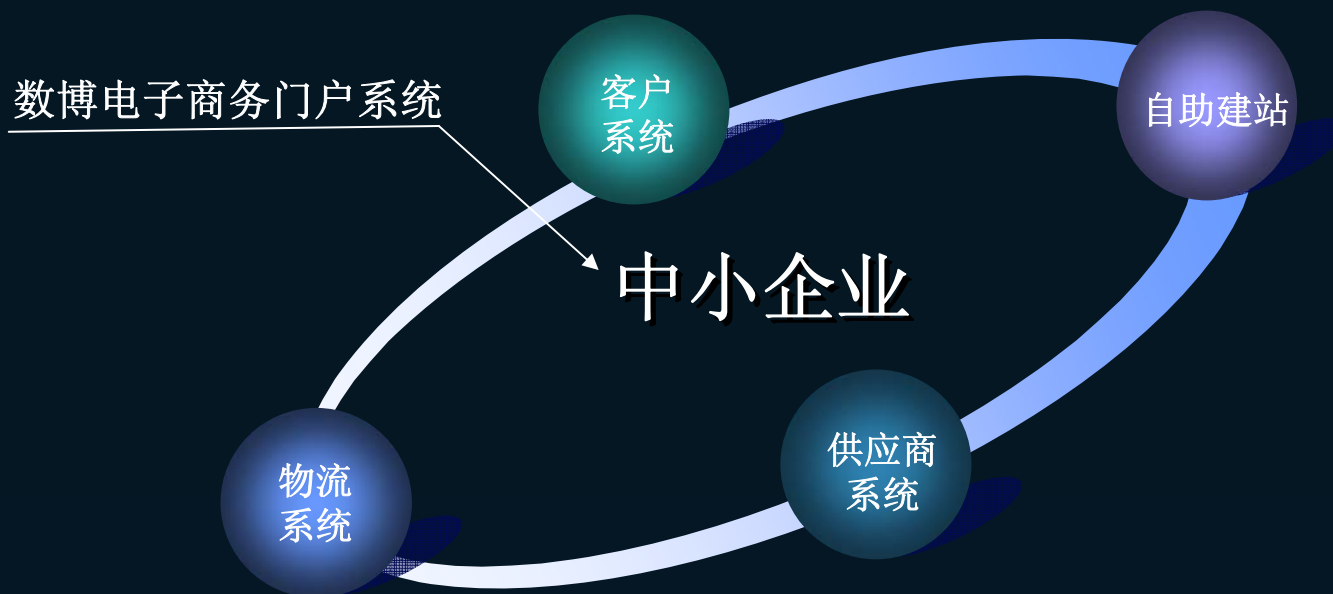 数博电子商务门户系统
客户
系统
自助建站
中小企业
供应商
系统
物流
系统